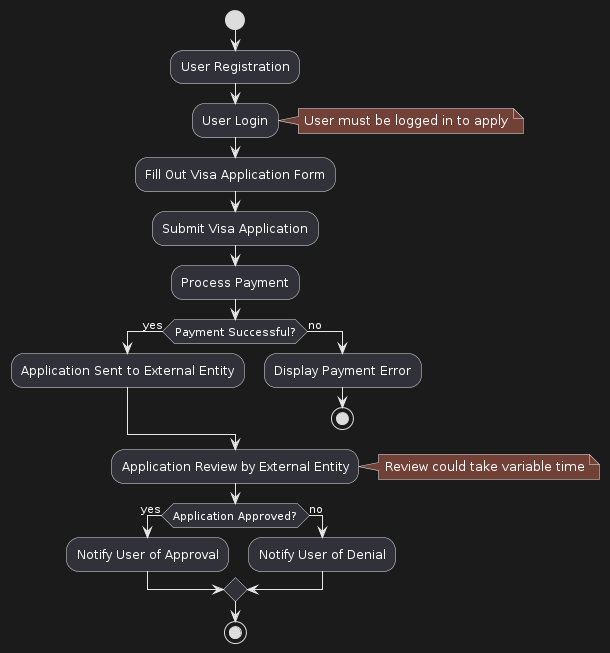 User Registration
User Login
User must be logged in to apply
Fill Out Visa Application Form
Submit Visa Application
Process Payment
yes
Payment Successful?
no
Application Sent to External Entity
Display Payment Error
Application Review by External Entity
Review could take variable time
yes
Application Approved?
no
Notify User of Approval
Notify User of Denial